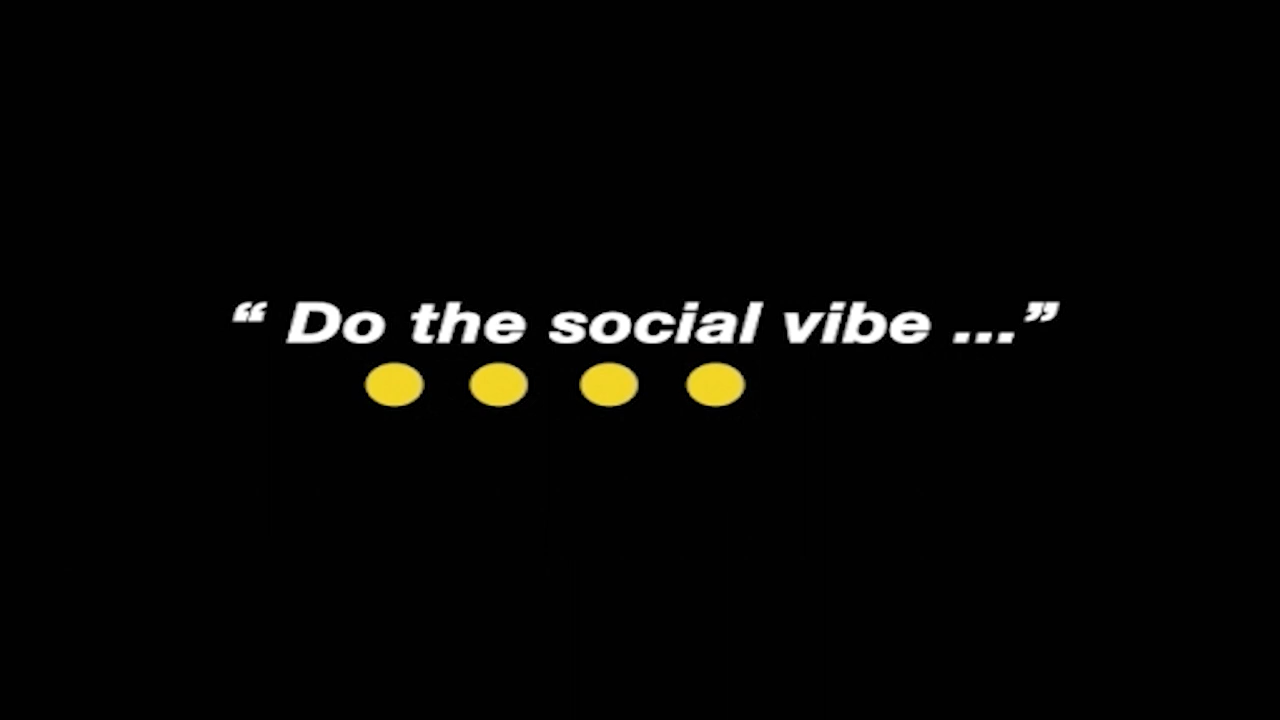 “ Do the social vibe ...”